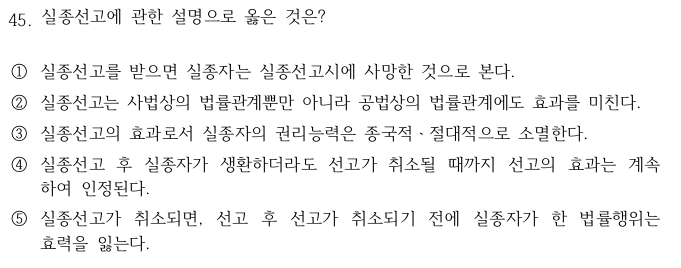 45. 실종선고에 관한 설명으로 옳은 것은?
① 실종선고를 받으면 실종자는 실종선고시에 사망한 것으로 본다.
② 실종선고는 사법상의 법률관계뿐만 아니라 공법상의 법률관계에도 효과를 미친다.
③ 실종선고의 효과로서 실종자의 권리능력은 종국적ㆍ절대적으로 소멸한다.
④ 실종선고 후 실종자가 생환하더라도 선고가 취소될 때까지 선고의 효과는 계속
하여 인정된다.
⑤ 실종선고가 취소되면, 선고 후 선고가 취소되기 전에 실종자가 한 법률행위는
효력을 잃는다.